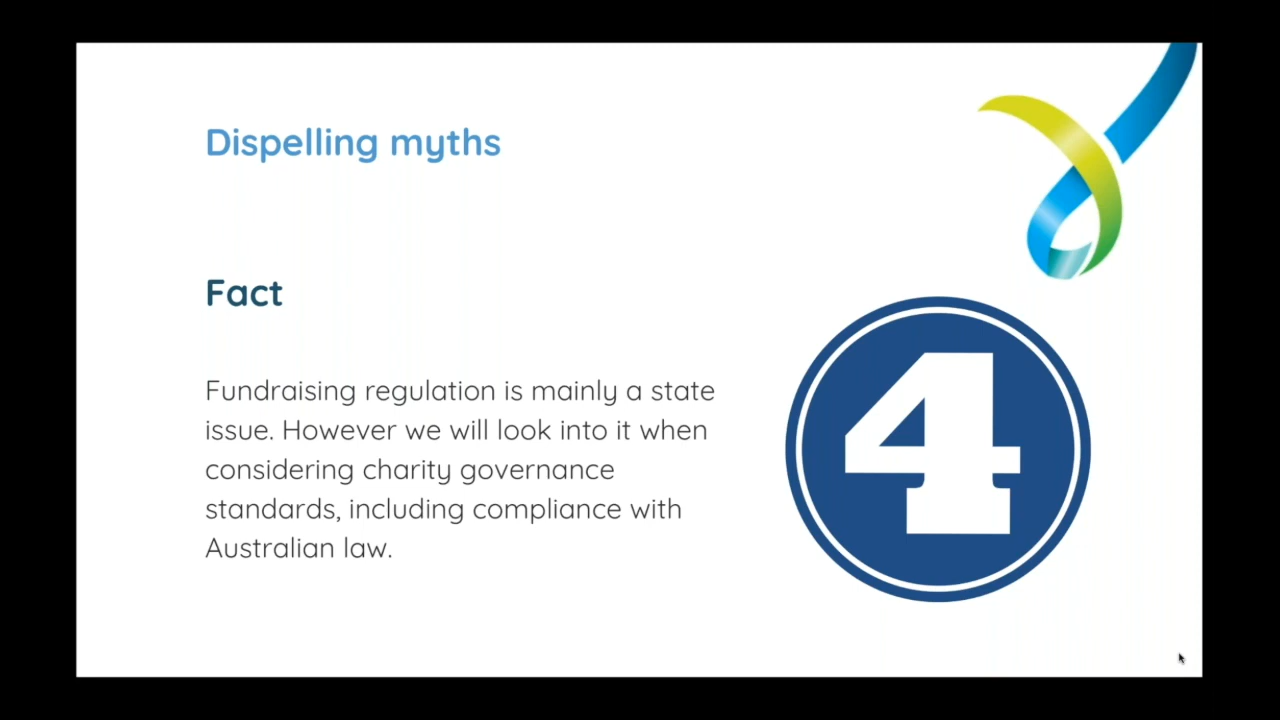 Dispelling myths
Fact
Fundraising regulation is mainly a state
issue. However we will look into it when
considering charity governance
standards, including compliance with
Australian law.
4